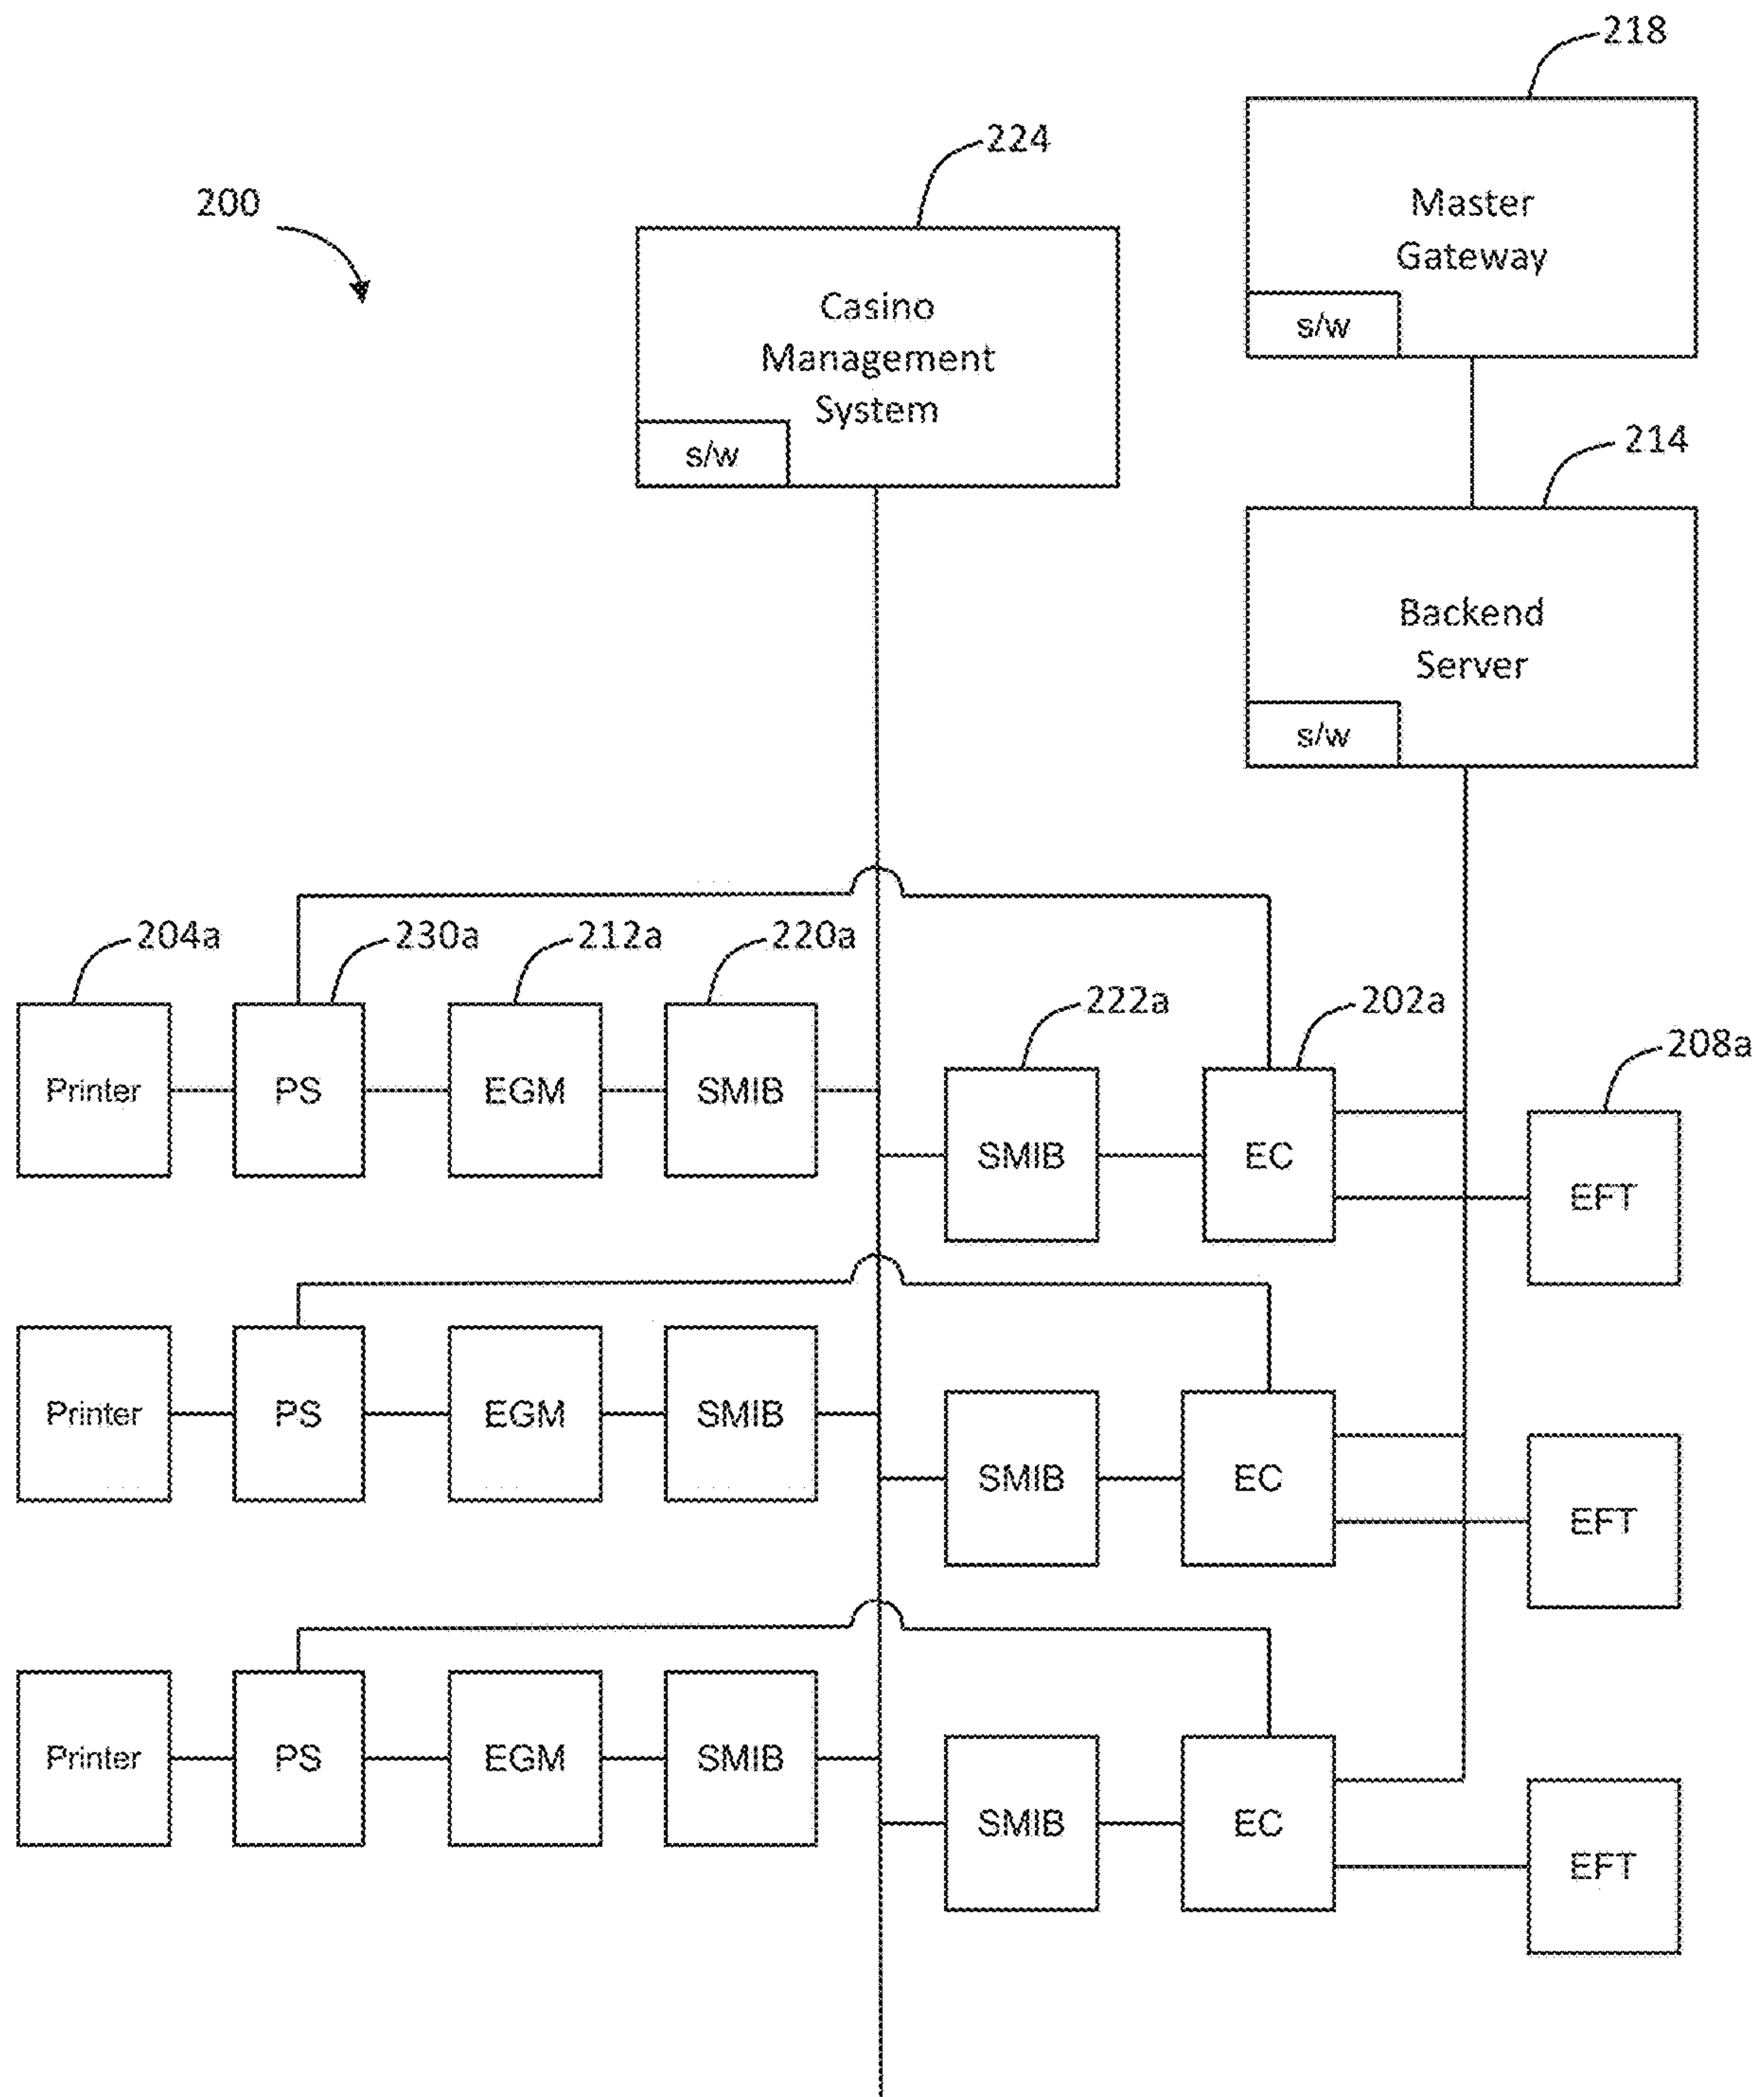 218
224
200
Master
Gateway
s/w
Casino
Management
System
s/w
214
Backend
Server
s/w
204a
230a
212a
220a
222a
202a
208a
Printer
PS
EGM
SMIB
SMIB
EC
EFT
Printer
PS
EGM
SMIB
SMIB
EC
EFT
Printer
PS
EGM
SMIB
SMIB
EC
EFT